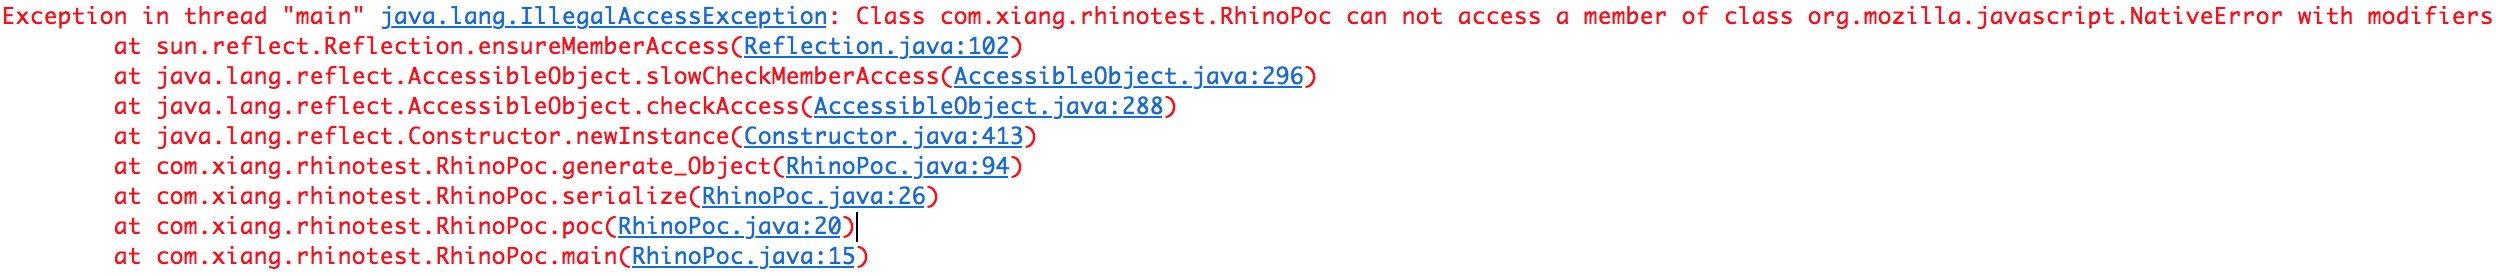 Exception in thread "main" java.lang.IllegalAccessException: Class com.xiang.rhinotest.RhinoPoc can not access a member of class org.mozilla.javascript.NativeError with modifiers
at sun.reflect.Reflection.ensureMemberAccess(Reflection.java:102)
at java.lang.reflect.AccessibleObject.slowCheckMemberAccess(AccessibleObject.java:296)
at java.lang.reflect.AccessibleObject.checkAccess(AccessibleObject.java:288)
at java.lang.reflect.Constructor.newInstance(Constructor.java:413)
at com.xiang.rhinotest.RhinoPoc.generate_Object(RhinoPoc.java:94)
at com.xiang.rhinotest.RhinoPoc.serialize(RhinoPoc.java:26)
at com.xiang.rhinotest.RhinoPoc.poc(RhinoPoc.java:20)
at com.xiang.rhinotest.RhinoPoc.main(RhinoPoc.java:15)